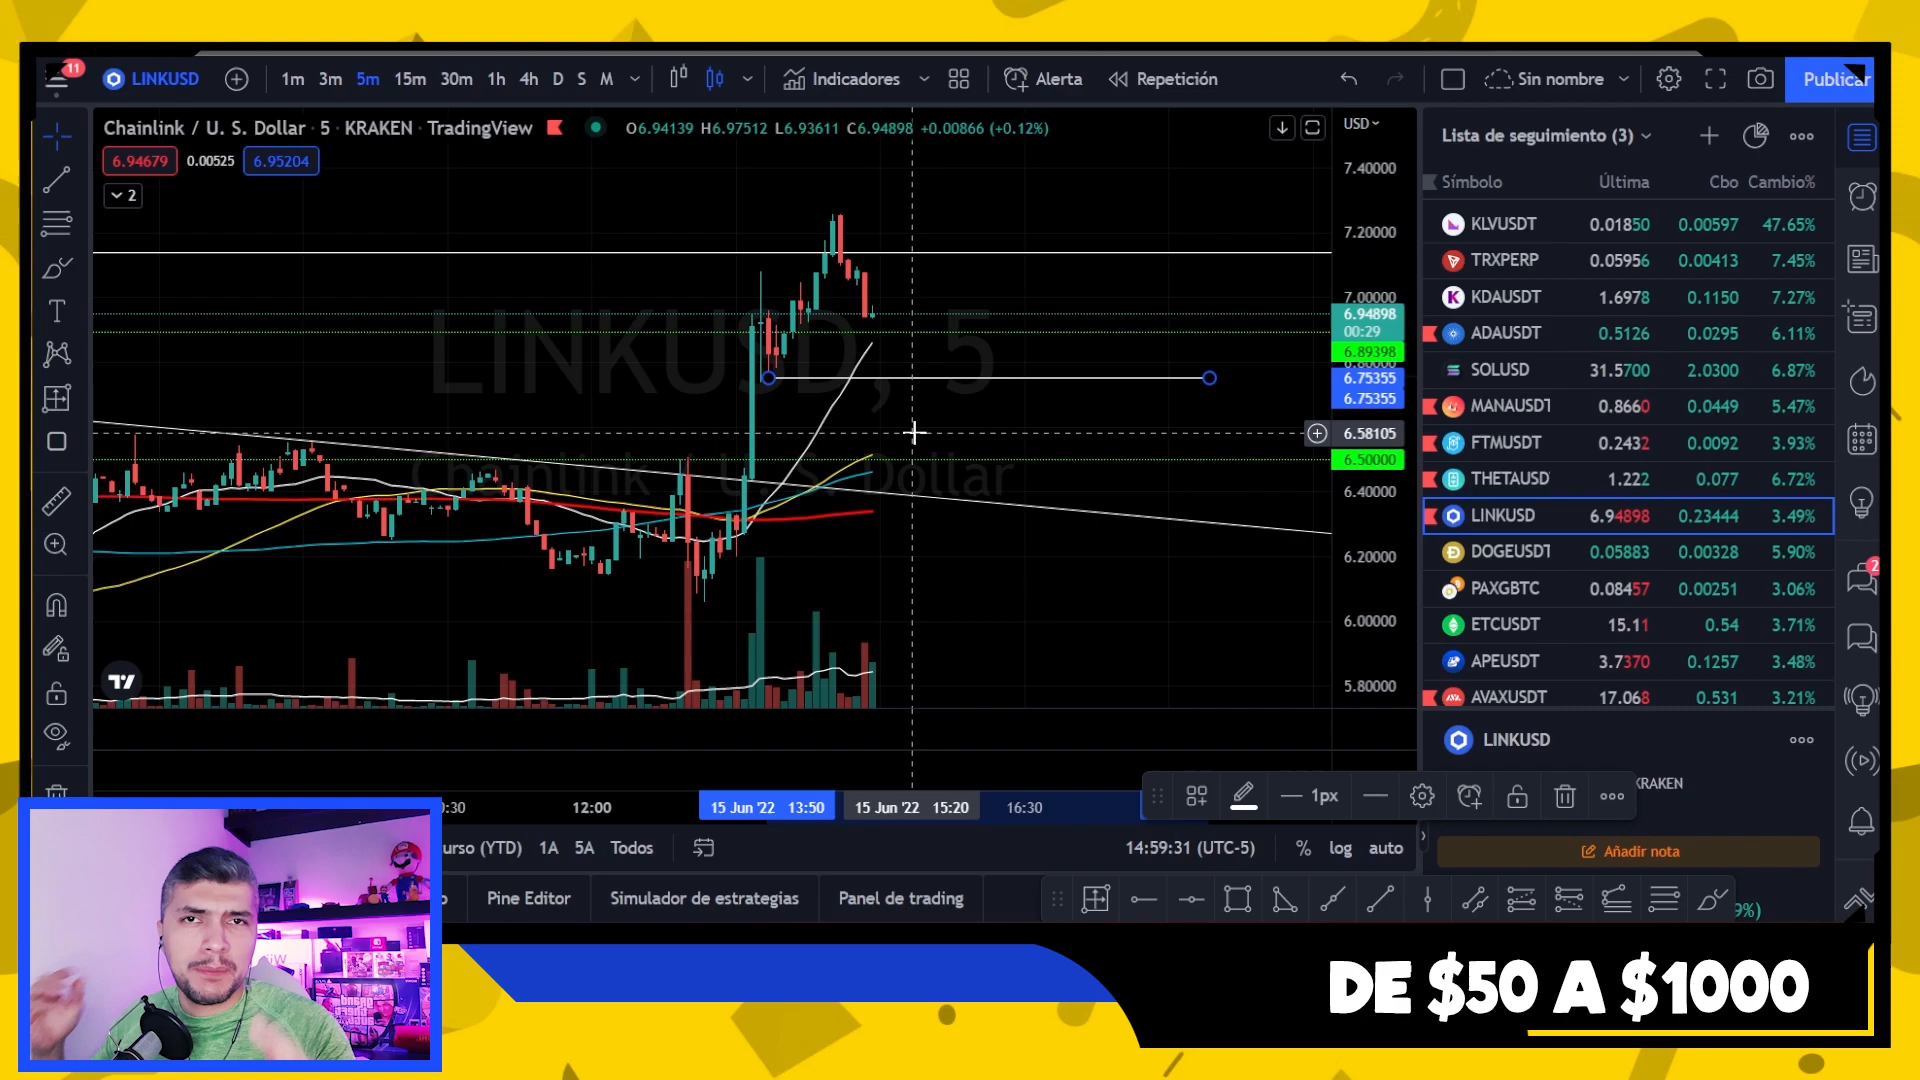 11 LINKUSD 1m 3m 5m 15m 30m 1h 4h D S M Indicadores Alerta Repetición Sin nombre Publicar
Chainlink / U. S. Dollar · 5 · KRAKEN · TradingView O6.94139 H6.97512 L6.93611 C6.94898 +0.00866 (+0.12%)
6.94679 0.00525 6.95204
2
LINKUSD, 5
Chainlink / U. S. Dollar
USD
7.40000
7.20000
7.00000
6.94898
00:29
6.89398
6.80000
6.75355
6.75355
6.58105
6.50000
6.40000
6.20000
6.00000
5.80000
:30 12:00 15 Jun '22 13:50 15 Jun '22 15:20 16:30
1px
urso (YTD) 1A 5A Todos 14:59:31 (UTC-5) % log auto
o Pine Editor Simulador de estrategias Panel de trading
Lista de seguimiento (3)
Símbolo Última Cbo Cambio%
KLVUSDT 0.01850 0.00597 47.65%
TRXPERP 0.05956 0.00413 7.45%
KDAUSDT 1.6978 0.1150 7.27%
ADAUSDT 0.5126 0.0295 6.11%
SOLUSD 31.5700 2.0300 6.87%
MANAUSDT 0.8660 0.0449 5.47%
FTMUSDT 0.2432 0.0092 3.93%
THETAUSD 1.222 0.077 6.72%
LINKUSD 6.94898 0.23444 3.49%
DOGEUSDT 0.05883 0.00328 5.90%
PAXGBTC 0.08457 0.00251 3.06%
ETCUSDT 15.11 0.54 3.71%
APEUSDT 3.7370 0.1257 3.48%
AVAXUSDT 17.068 0.531 3.21%
LINKUSD
KRAKEN
Añadir nota
9%)
2
DE $50 A $1000